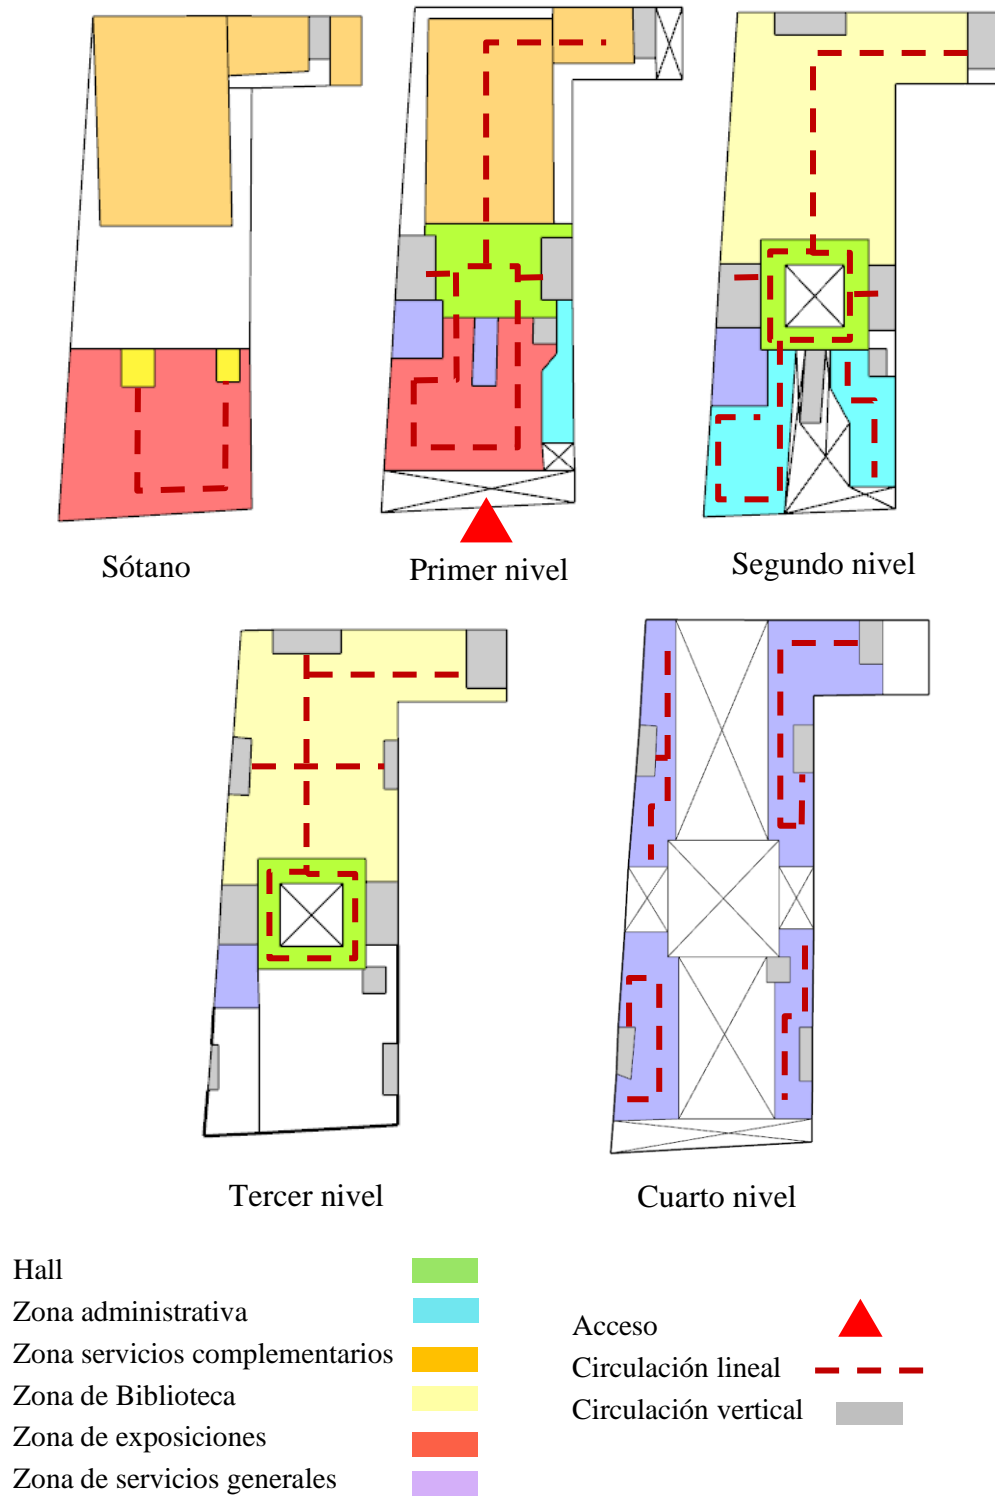 Sótano
Primer nivel
Segundo nivel
Tercer nivel
Cuarto nivel
Hall
Zona administrativa
Zona servicios complementarios
Zona de Biblioteca
Zona de exposiciones
Zona de servicios generales
Acceso
Circulación lineal
Circulación vertical